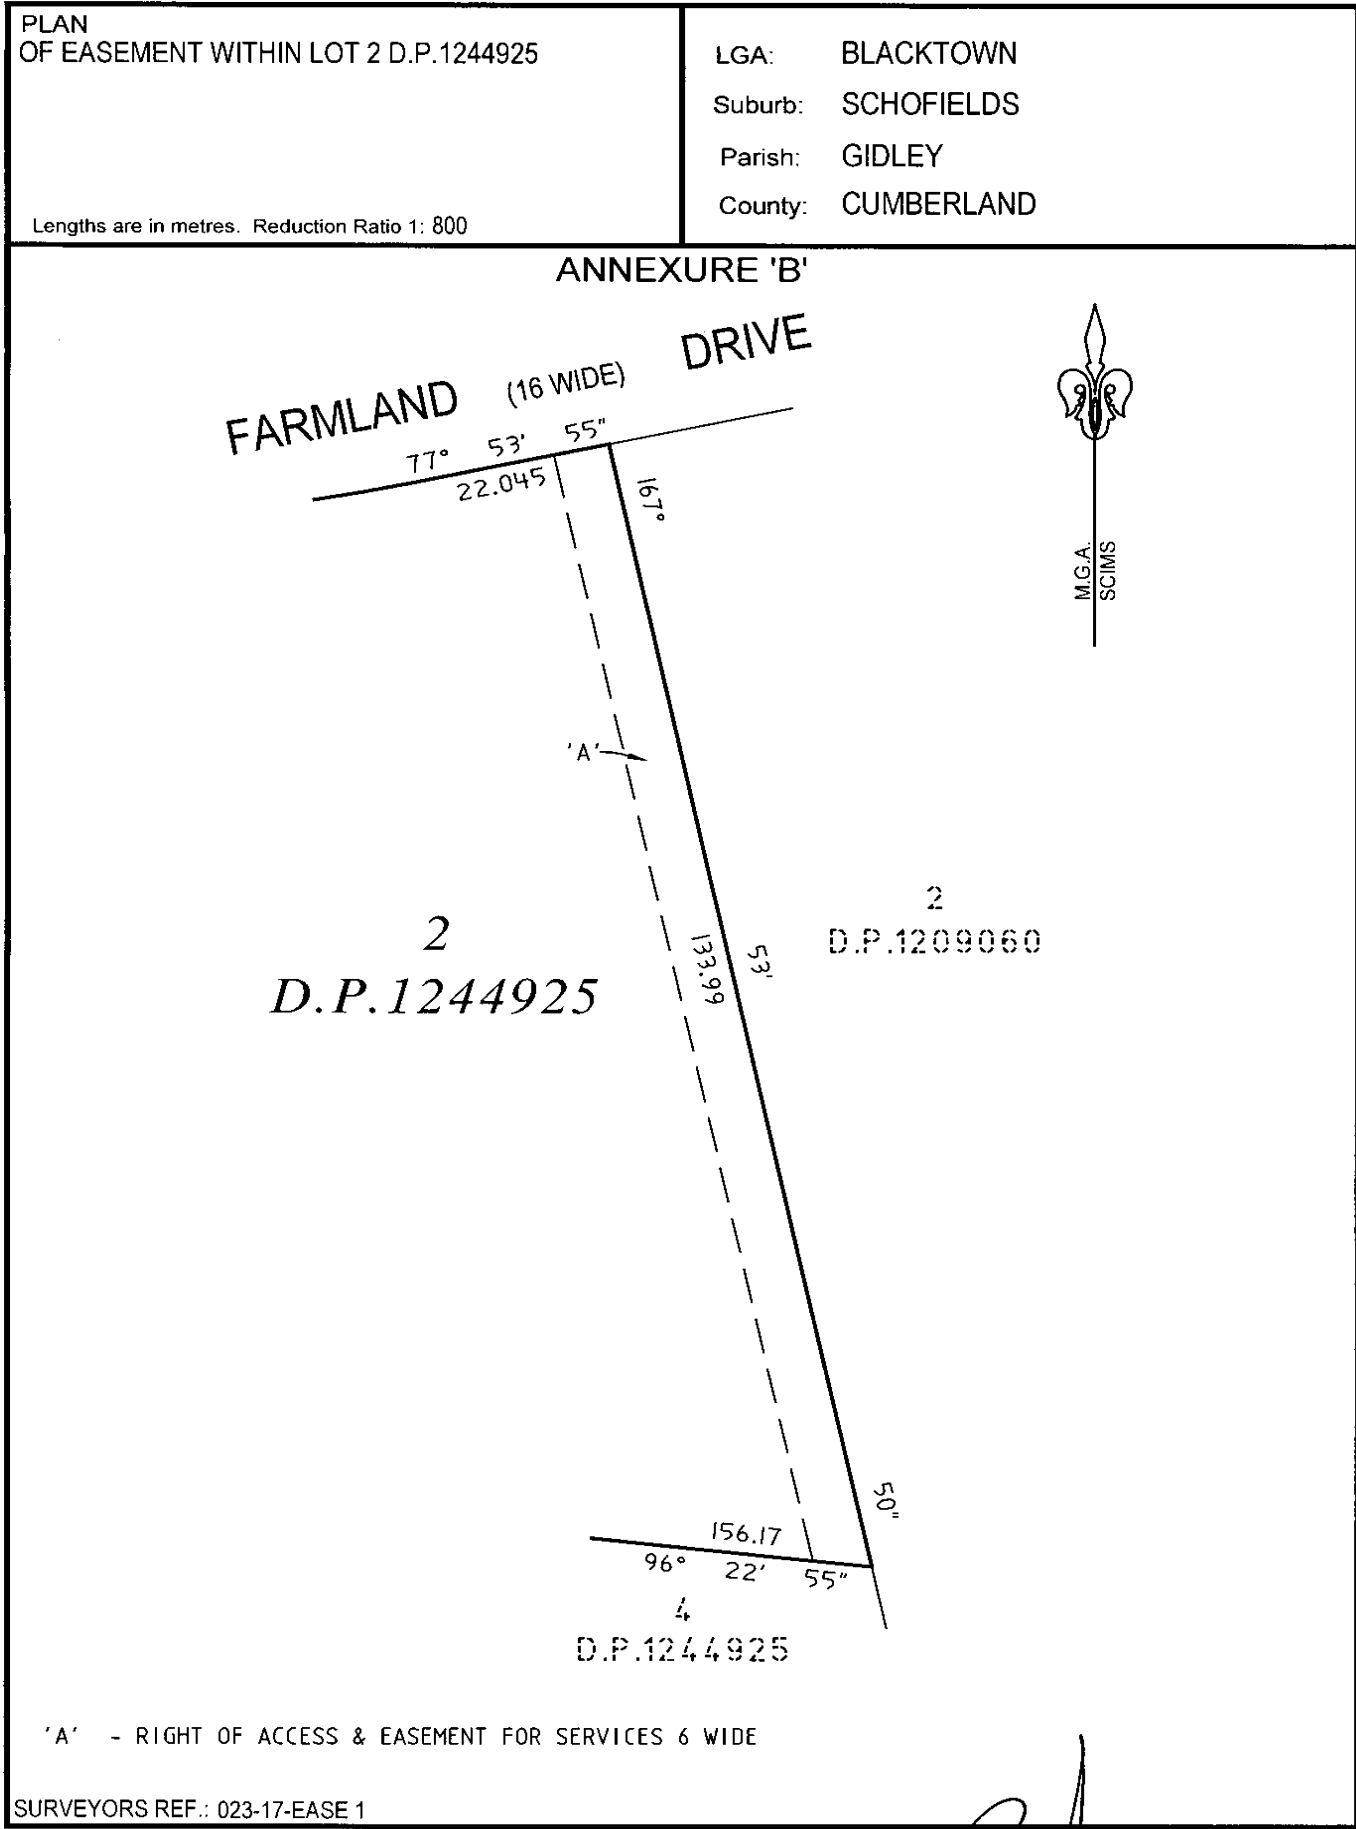 PLAN
OF EASEMENT WITHIN LOT 2 D.P.1244925
Lengths are in metres. Reduction Ratio 1: 800
LGA: BLACKTOWN
Suburb: SCHOFIELDS
Parish: GIDLEY
County: CUMBERLAND
ANNEXURE 'B'
FARMLAND (16 WIDE) DRIVE
77° 53' 55"
22.045
167°
M.G.A.
SCIMS
'A'
2
D.P.1244925
133.99
53'
2
D.P.1209060
50"
156.17
96° 22' 55"
4
D.P.1244925
'A' - RIGHT OF ACCESS & EASEMENT FOR SERVICES 6 WIDE
SURVEYORS REF.: 023-17-EASE 1